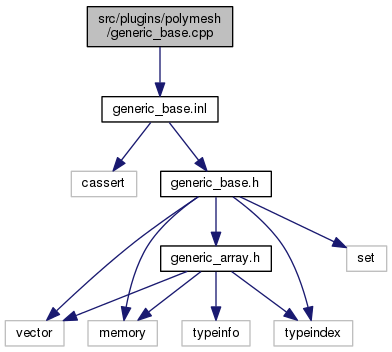 src/plugins/polymesh
/generic_base.cpp
generic_base.inl
cassert
generic_base.h
generic_array.h
set
vector
memory
typeinfo
typeindex